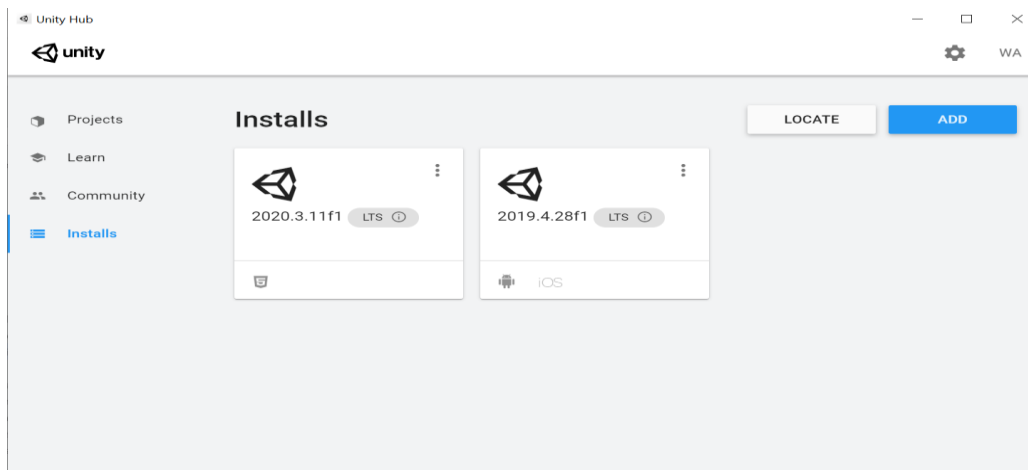 Unity Hub
unity
WA
Projects
Learn
Community
Installs
Installs
LOCATE
ADD
2020.3.11f1 LTS
2019.4.28f1 LTS
iOS